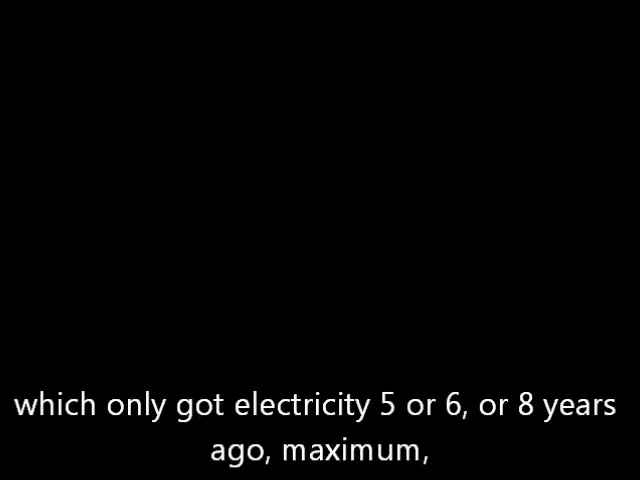 which only got electricity 5 or 6, or 8 years
ago, maximum,